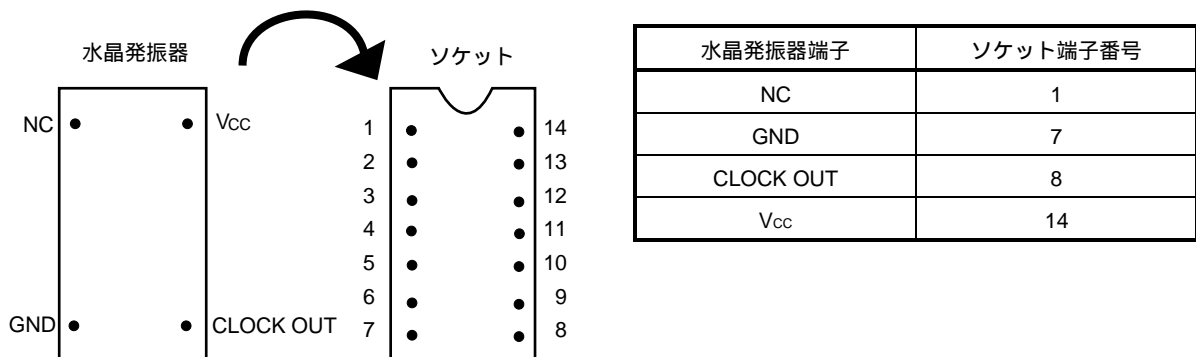 水晶発振器
NC
Vcc
GND
CLOCK OUT
ソケット
1
2
3
4
5
6
7
14
13
12
11
10
9
8
水晶発振器端子 ソケット端子番号
NC 1
GND 7
CLOCK OUT 8
Vcc 14